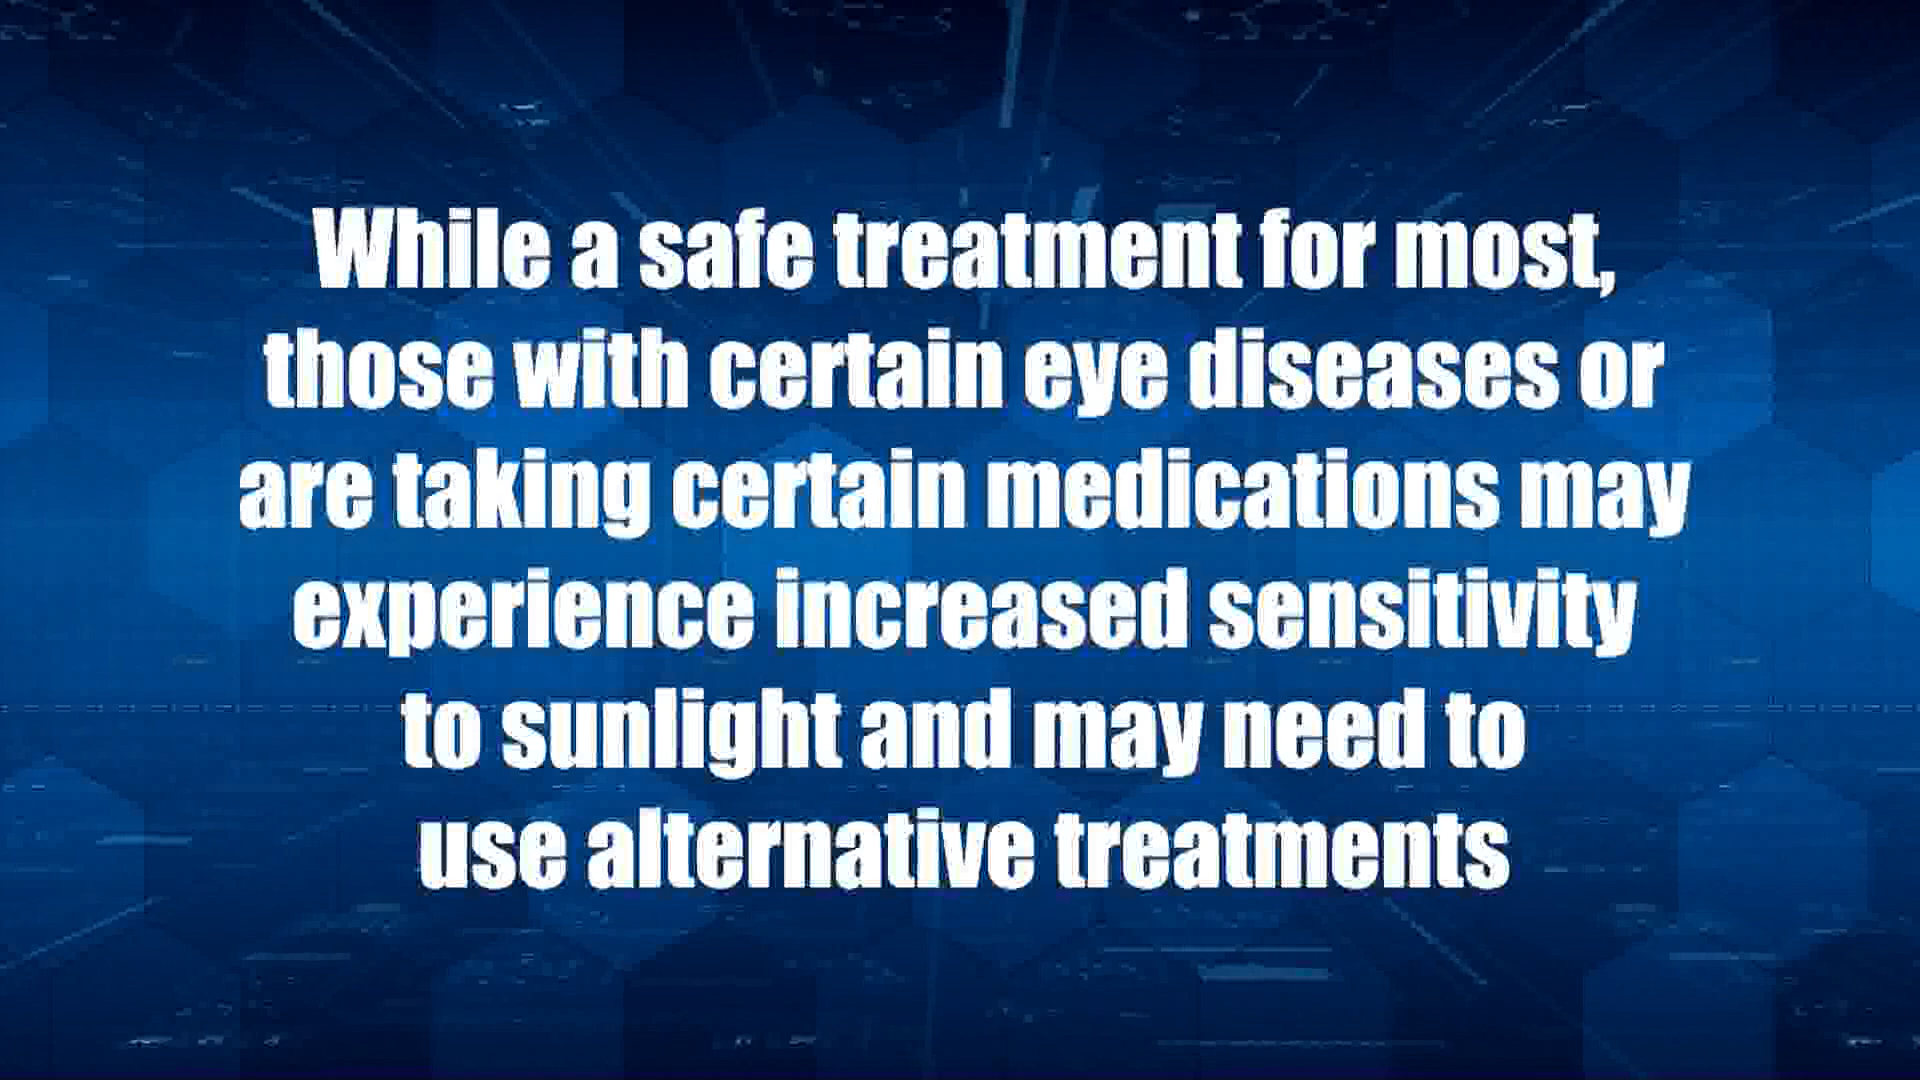 While a safe treatment for most,
those with certain eye diseases or
are taking certain medications may
experience increased sensitivity
to sunlight and may need to
use alternative treatments